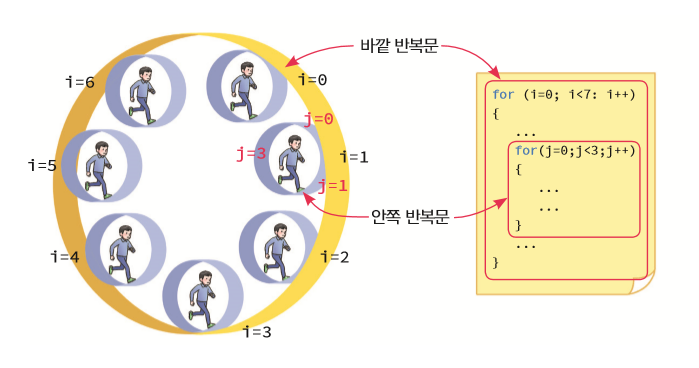 바깥 반복문
i=6
i=0
j=0
j=3
i=1
i=5
j=1
안쪽 반복문
i=4
i=2
i=3
for (i=0; i<7: i++)
{
...
for(j=0;j<3;j++)
{
...
...
}
...
}